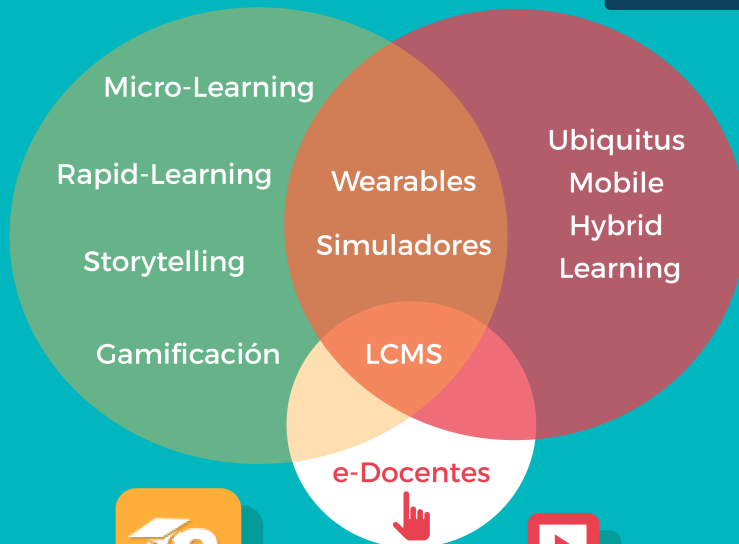 Micro-Learning
Rapid-Learning
Storytelling
Gamificación
Wearables
Simuladores
LCMS
Ubiquitus
Mobile
Hybrid
Learning
e-Docentes